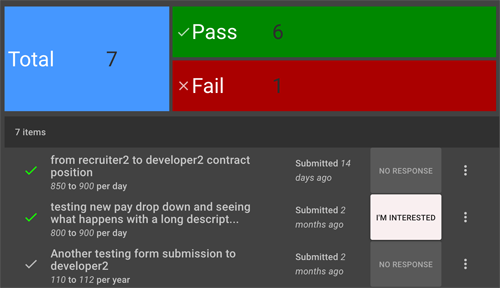 Total 7
Pass 6
Fail 1
7 items
from recruiter2 to developer2 contract
position
850 to 900 per day
Submitted 14
days ago
NO RESPONSE
testing new pay drop down and seeing
what happens with a long descript...
800 to 900 per day
Submitted 2
months ago
I'M INTERESTED
Another testing form submission to
developer2
110 to 112 per year
Submitted 2
months ago
NO RESPONSE